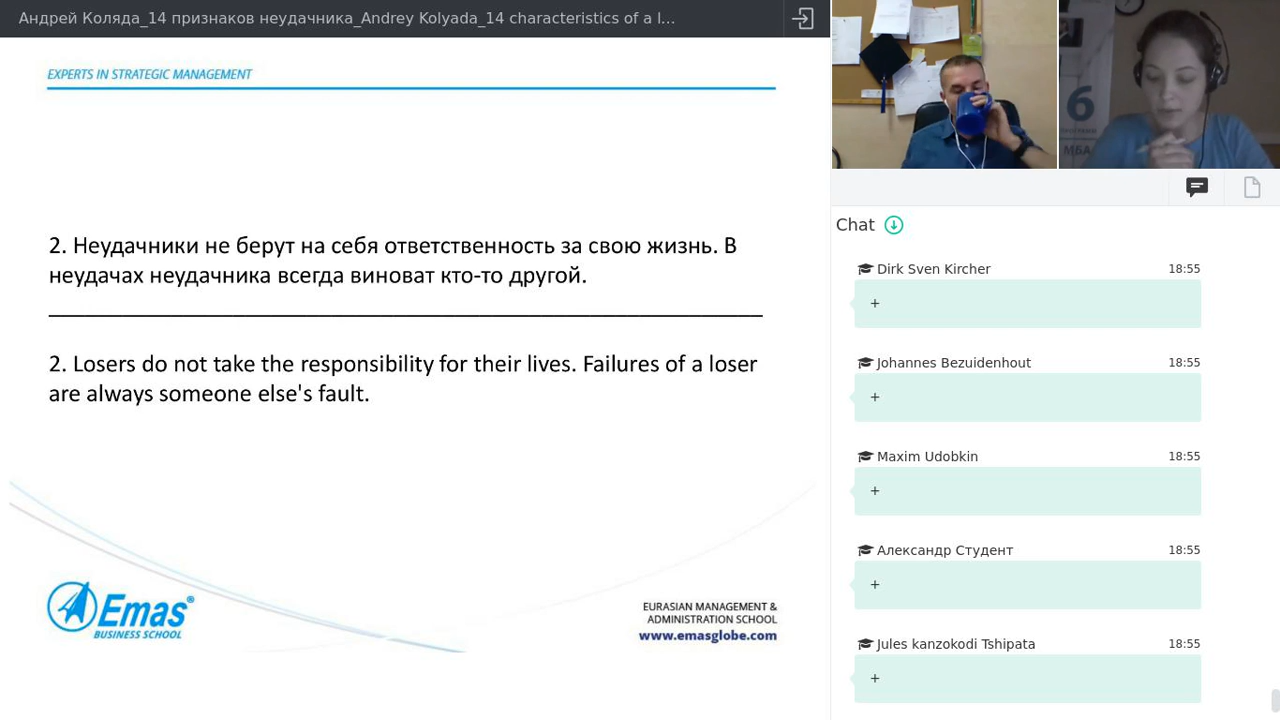 Андрей Коляда_14 признаков неудачника_Andrey Kolyada_14 characteristics of a l...
EXPERTS IN STRATEGIC MANAGEMENT
2. Неудачники не берут на себя ответственность за свою жизнь. В
неудачах неудачника всегда виноват кто-то другой.
2. Losers do not take the responsibility for their lives. Failures of a loser
are always someone else's fault.
Emas®
BUSINESS SCHOOL
EURASIAN MANAGEMENT &
ADMINISTRATION SCHOOL
www.emasglobe.com
6
ПРОГРАММ
МБА
Chat
Dirk Sven Kircher 18:55
+
Johannes Bezuidenhout 18:55
+
Maxim Udobkin 18:55
+
Александр Студент 18:55
+
Jules kanzokodi Tshipata 18:55
+